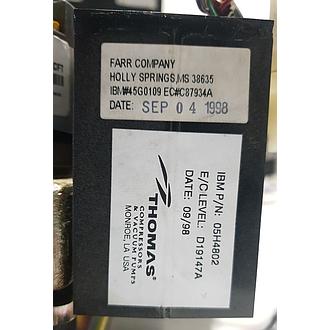 FARR COMPANY
HOLLY SPRINGS,MS 38635
IBM#45G0109 EC#C87934A
DATE: SEP 04 1998
IBM P/N: 05H4802
E/C LEVEL: D19147A
DATE: 09/98
THOMAS
COMPRESSORS
& VACUUM PUMPS
MONROE, LA USA